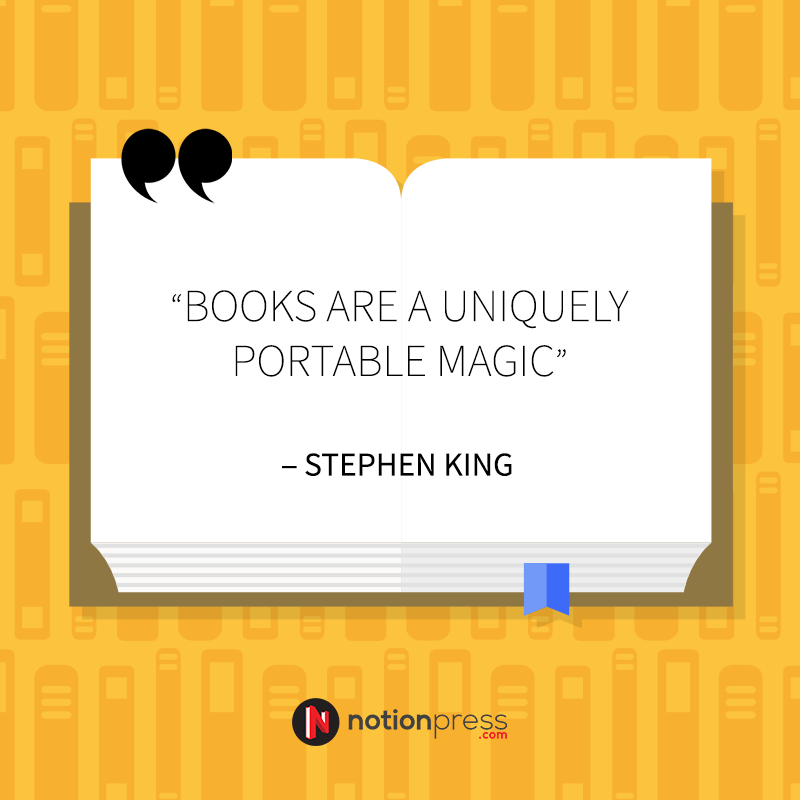 “BOOKS ARE A UNIQUELY
PORTABLE MAGIC”
– STEPHEN KING
N notionpress
.com